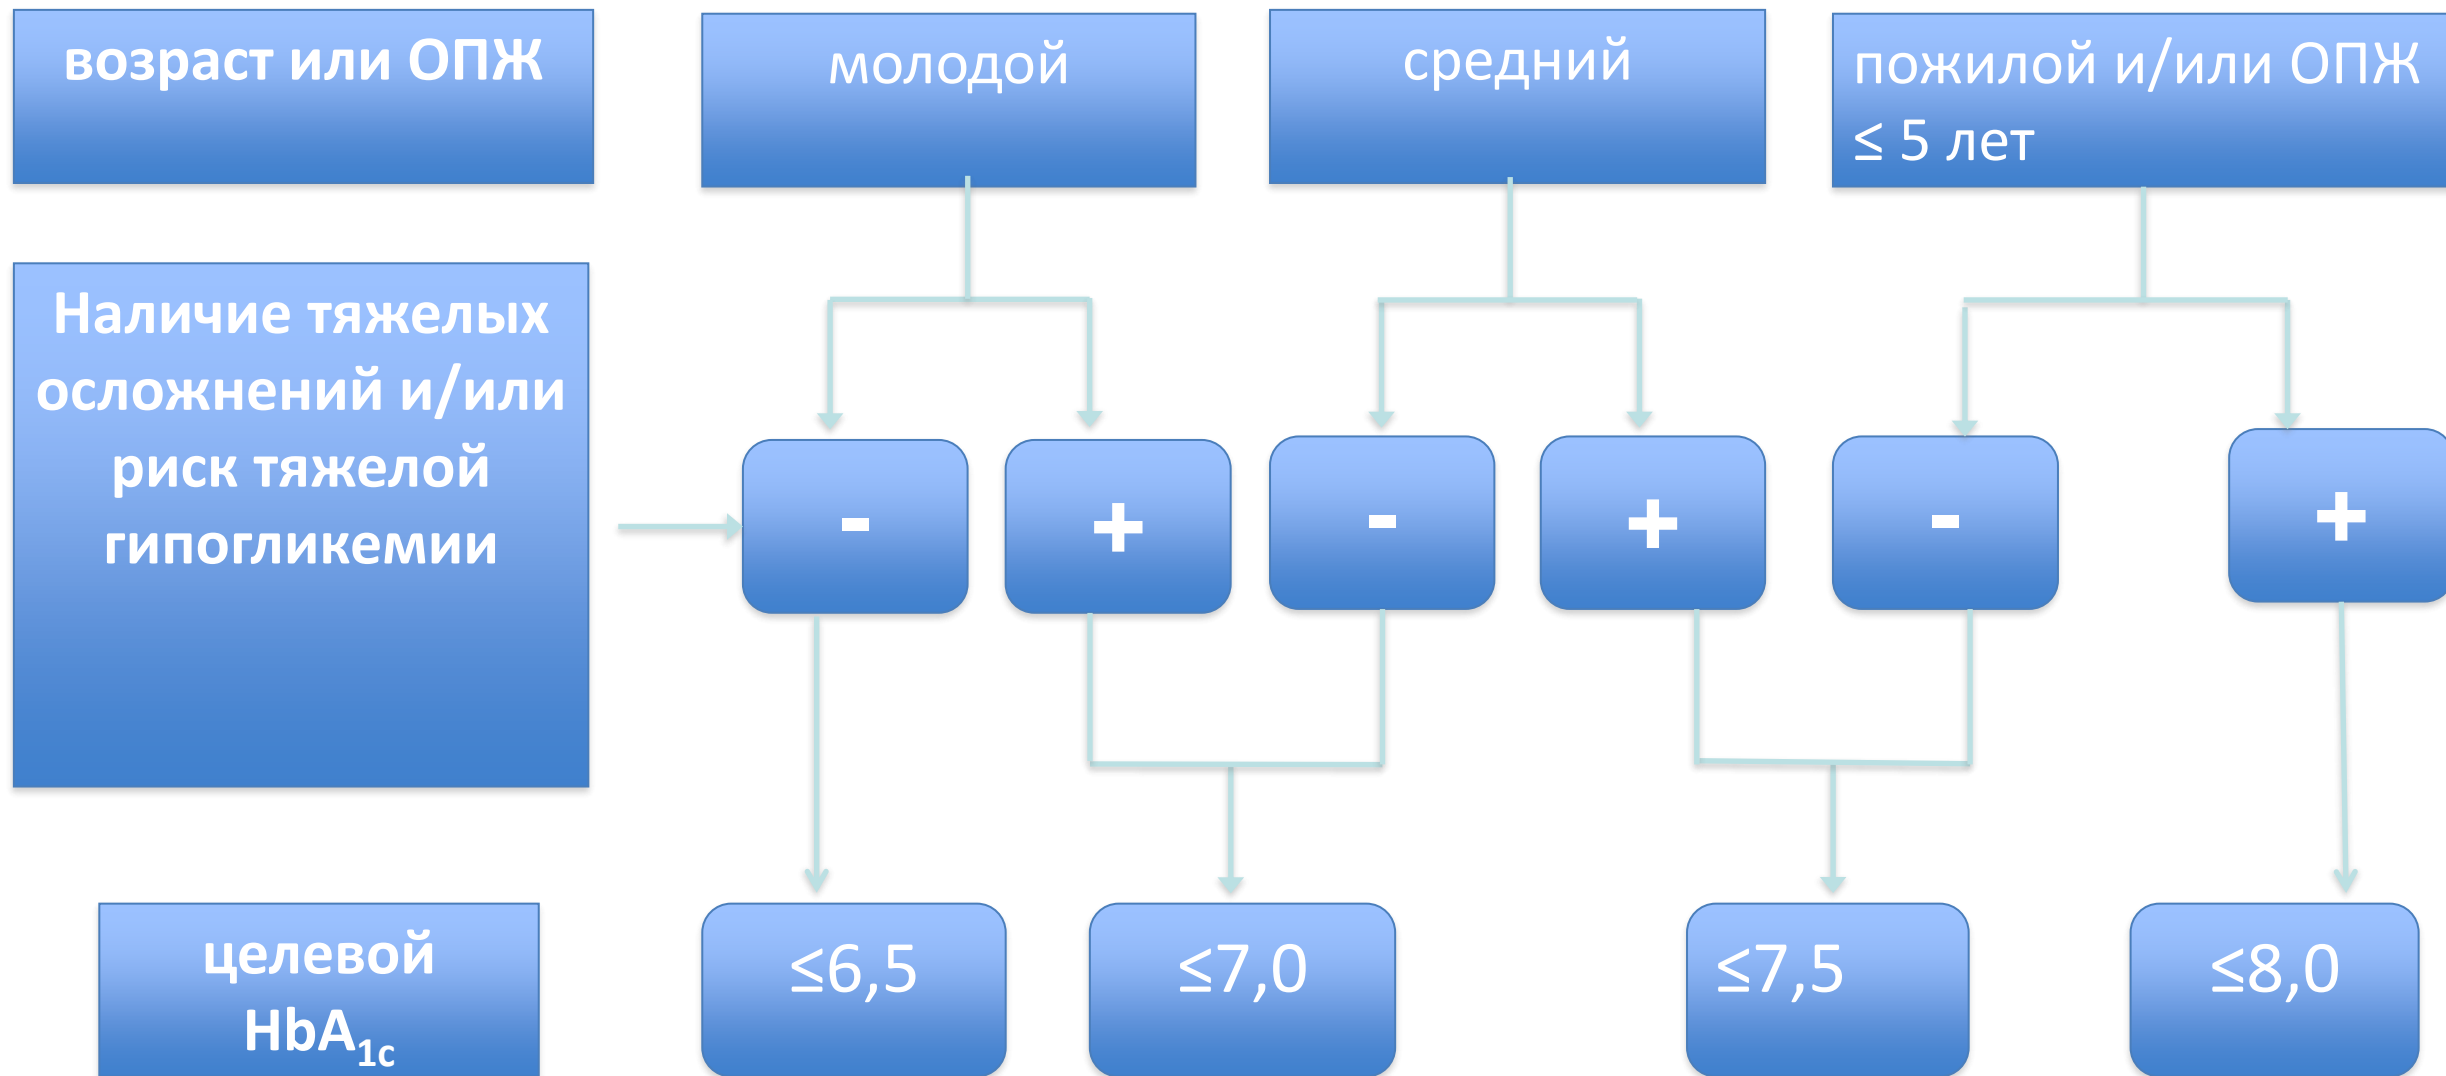 возраст или ОПЖ
молодой
средний
пожилой и/или ОПЖ
≤ 5 лет
Наличие тяжелых
осложнений и/или
риск тяжелой
гипогликемии
-
+
-
+
-
+
целевой
HbA1c
≤6,5
≤7,0
≤7,5
≤8,0